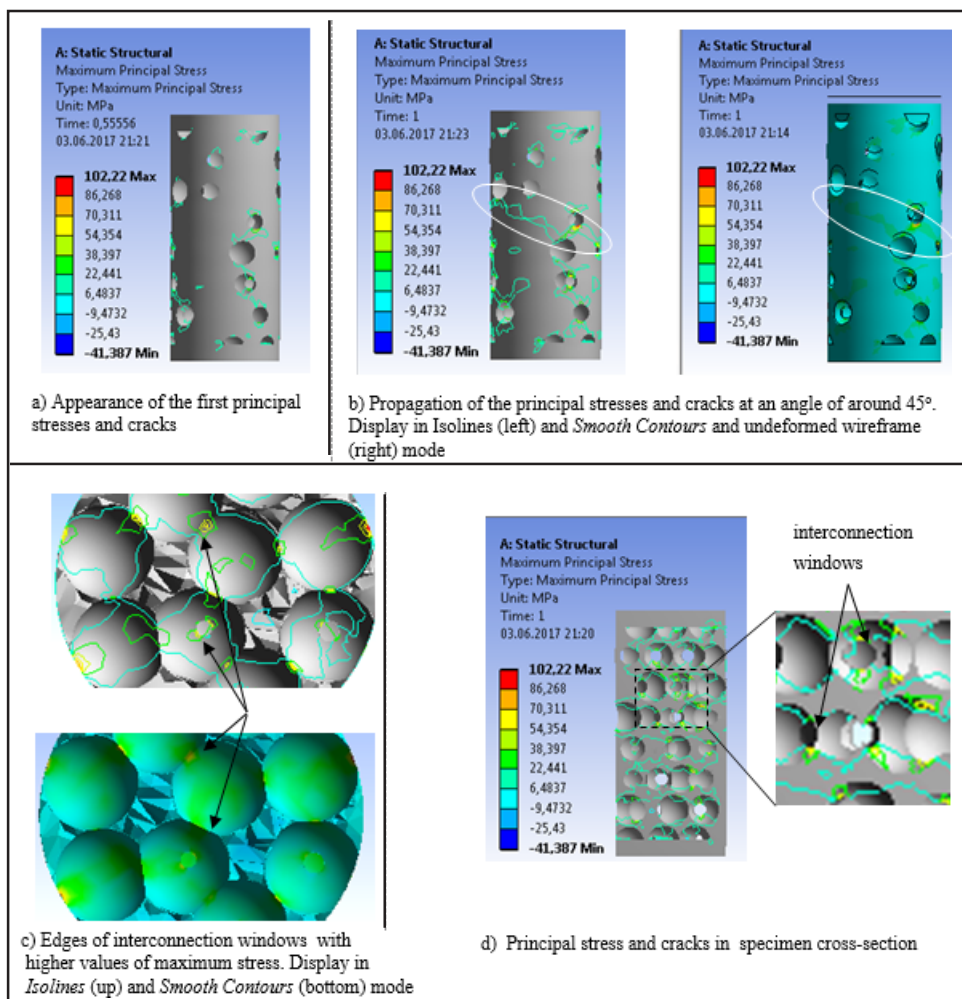 A: Static Structural
Maximum Principal Stress
Type: Maximum Principal Stress
Unit: MPa
Time: 0,55556
03.06.2017 21:21
102,22 Max
86,268
70,311
54,354
38,397
22,441
6,4837
-9,4732
-25,43
-41,387 Min
a) Appearance of the first principal
stresses and cracks
A: Static Structural
Maximum Principal Stress
Type: Maximum Principal Stress
Unit: MPa
Time: 1
03.06.2017 21:23
102,22 Max
86,268
70,311
54,354
38,397
22,441
6,4837
-9,4732
-25,43
-41,387 Min
A: Static Structural
Maximum Principal Stress
Type: Maximum Principal Stress
Unit: MPa
Time: 1
03.06.2017 21:14
102,22 Max
86,268
70,311
54,354
38,397
22,441
6,4837
-9,4732
-25,43
-41,387 Min
b) Propagation of the principal stresses and cracks at an angle of around 45°.
Display in Isolines (left) and Smooth Contours and undeformed wireframe
(right) mode
c) Edges of interconnection windows with
higher values of maximum stress. Display in
Isolines (up) and Smooth Contours (bottom) mode
A: Static Structural
Maximum Principal Stress
Type: Maximum Principal Stress
Unit: MPa
Time: 1
03.06.2017 21:20
102,22 Max
86,268
70,311
54,354
38,397
22,441
6,4837
-9,4732
-25,43
-41,387 Min
interconnection
windows
d) Principal stress and cracks in specimen cross-section